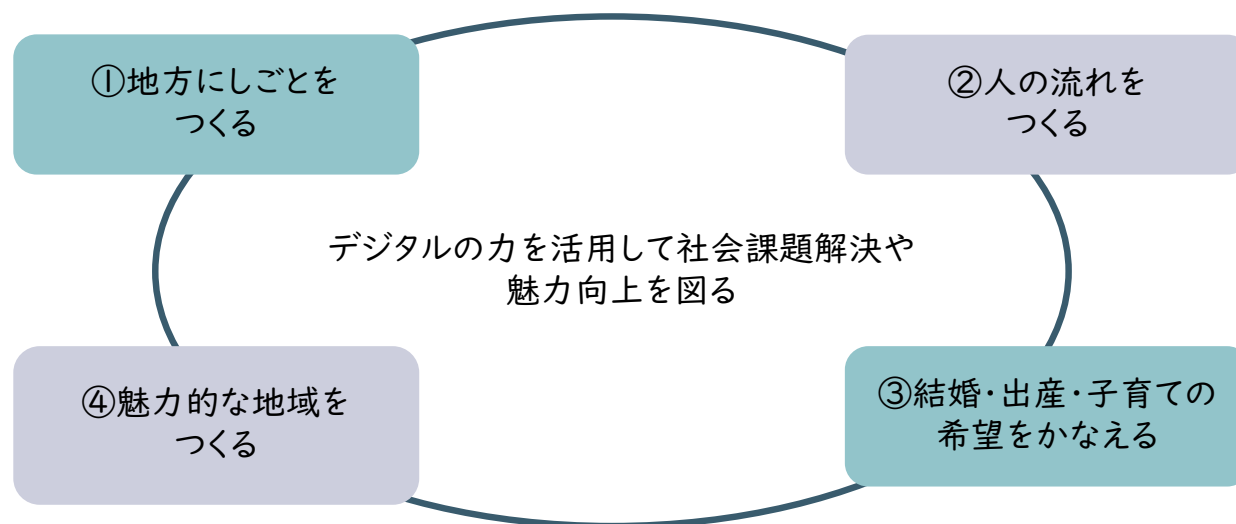 ①地方にしごとを
つくる
②人の流れを
つくる
デジタルの力を活用して社会課題解決や
魅力向上を図る
④魅力的な地域を
つくる
③結婚・出産・子育ての
希望をかなえる